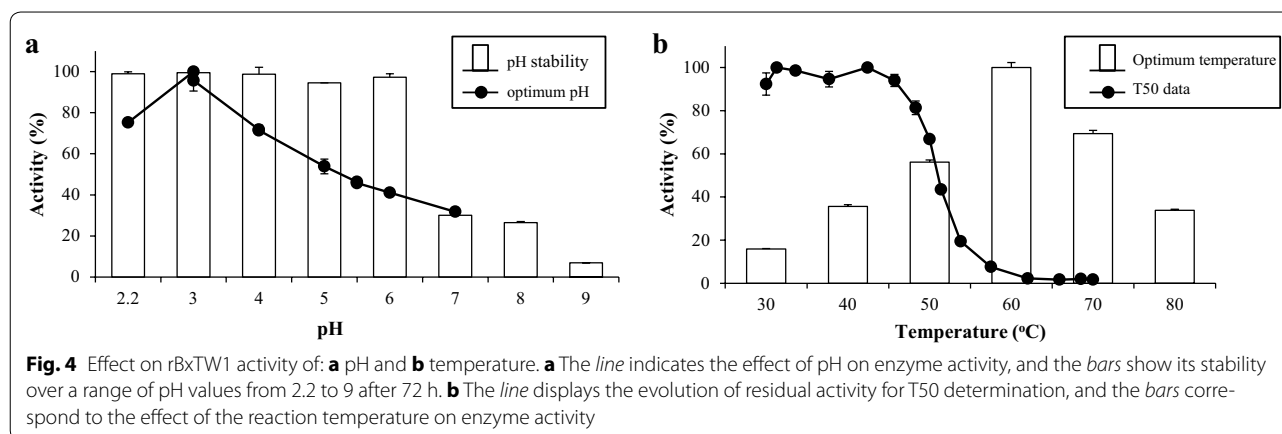 a
pH stability
optimum pH
Activity (%)
100
80
60
40
20
0
2.2 3 4 5 6 7 8 9
pH
b
Optimum temperature
T50 data
Activity (%)
100
80
60
40
20
0
30 40 50 60 70 80
Temperature (ºC)
Fig. 4 Effect on rBxTW1 activity of: a pH and b temperature. a The line indicates the effect of pH on enzyme activity, and the bars show its stability
over a range of pH values from 2.2 to 9 after 72 h. b The line displays the evolution of residual activity for T50 determination, and the bars corre-
spond to the effect of the reaction temperature on enzyme activity